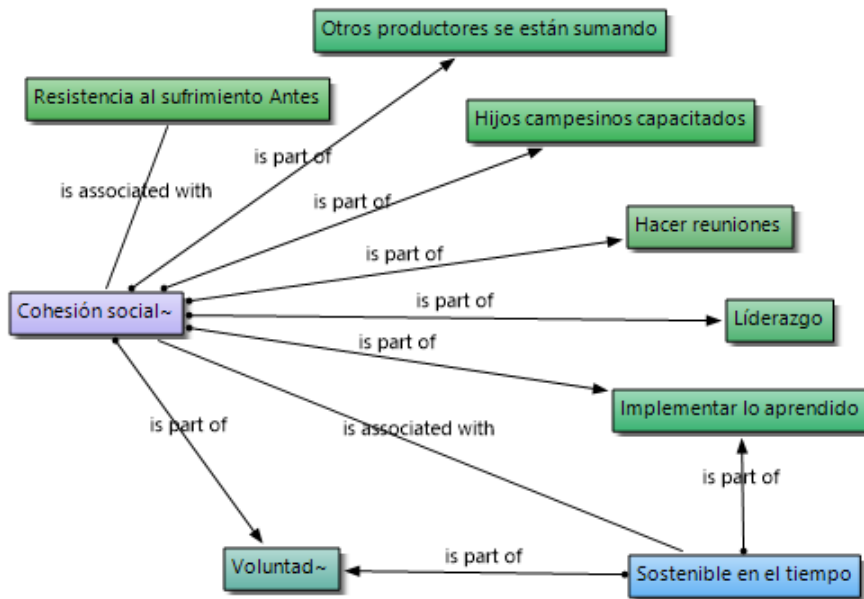 Otros productores se están sumando
Resistencia al sufrimiento Antes
Hijos campesinos capacitados
is part of
is associated with
is part of
Hacer reuniones
is part of
Cohesión social~
is part of
Líderazgo
is part of
Implementar lo aprendido
is part of
is associated with
is part of
is part of
Voluntad~
Sostenible en el tiempo